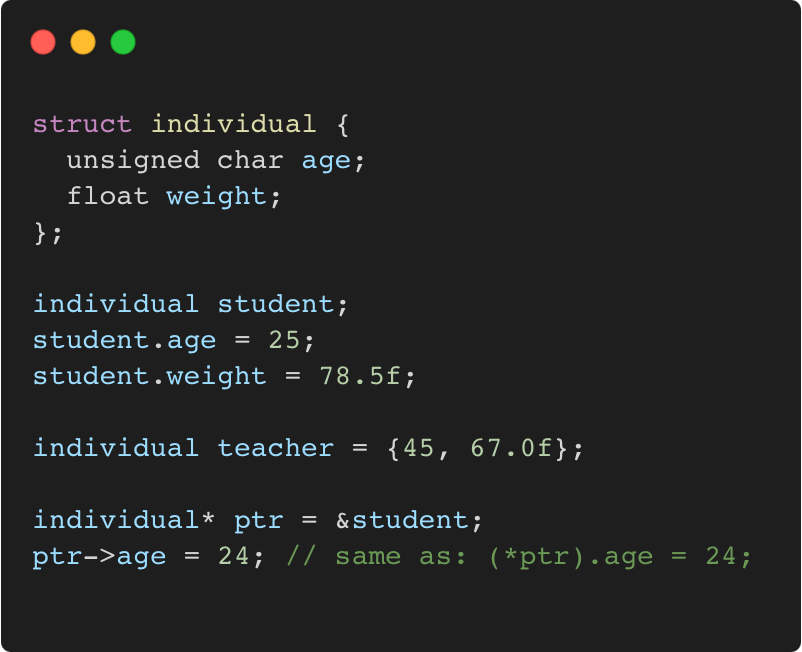 struct individual {
  unsigned char age;
  float weight;
};

individual student;
student.age = 25;
student.weight = 78.5f;

individual teacher = {45, 67.0f};

individual* ptr = &student;
ptr->age = 24; // same as: (*ptr).age = 24;